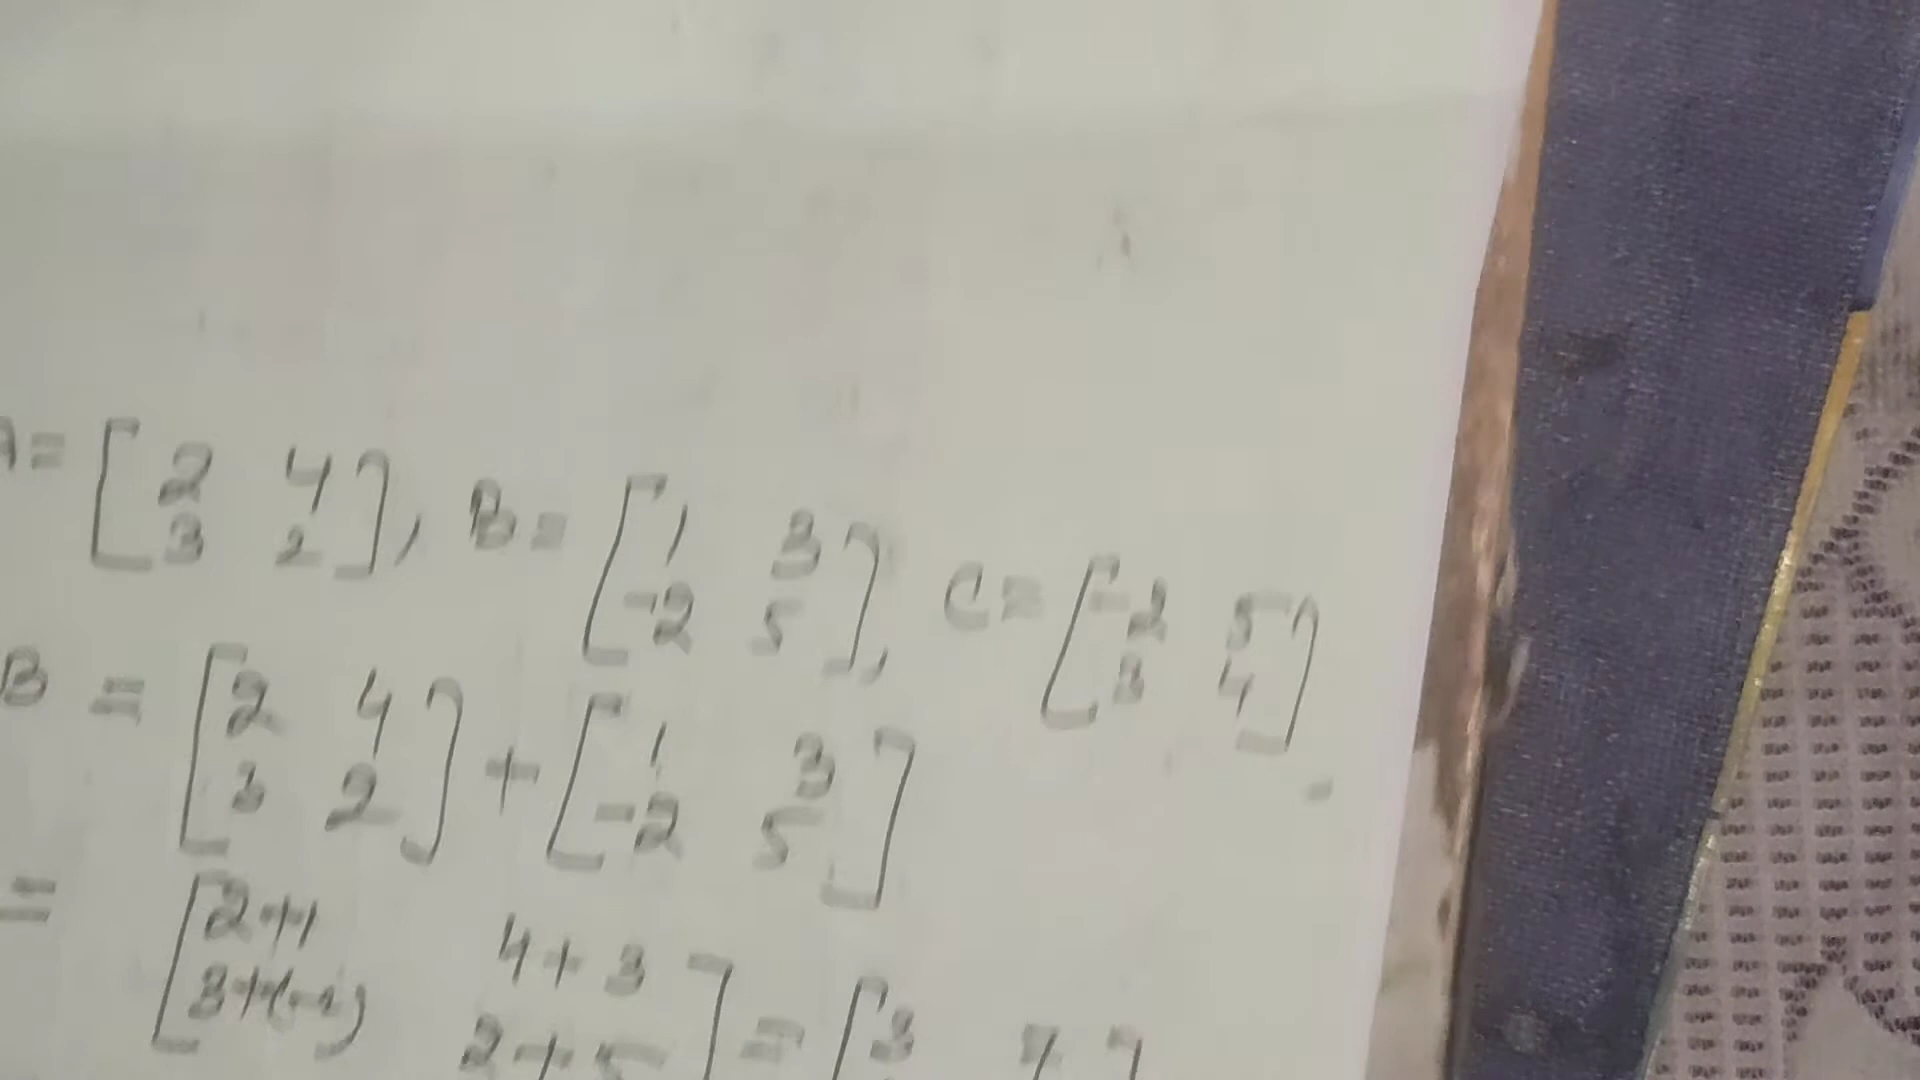 A = [ 2 4 ], B = [ 1 3 ], C = [ -2 5 ]
[ 3 2 ] [ -2 5 ] [ 3 4 ] .
B = [ 2 4 ] + [ 1 3 ]
[ 3 2 ] [ -2 5 ]
= [ 2+1 4+3 ] = [ 3 7 ]
[ 3+(-2) 2+5 ]